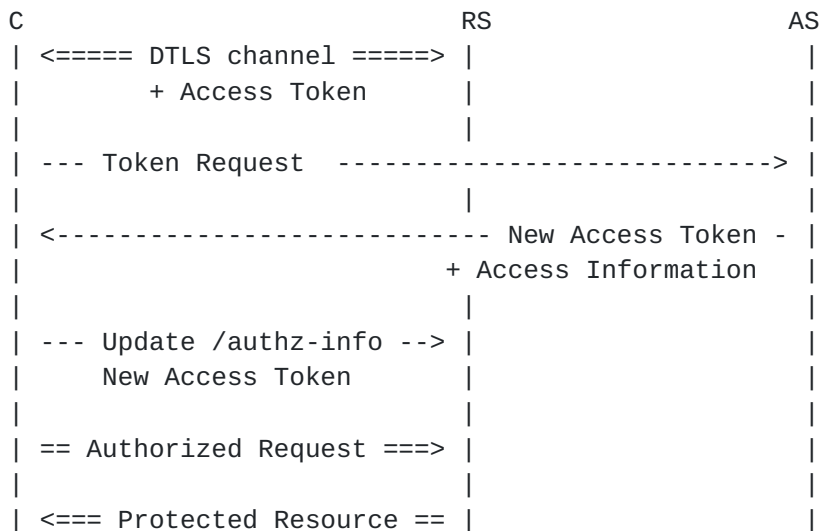 C                            RS                   AS
| <===== DTLS channel =====> |                     |
|        + Access Token      |                     |
|                            |                     |
| --- Token Request  ----------------------------> |
|                            |                     |
| <---------------------------- New Access Token - |
|                           + Access Information   |
|                            |                     |
| --- Update /authz-info --> |                     |
|     New Access Token       |                     |
|                            |                     |
| == Authorized Request ===> |                     |
|                            |                     |
| <=== Protected Resource == |                     |